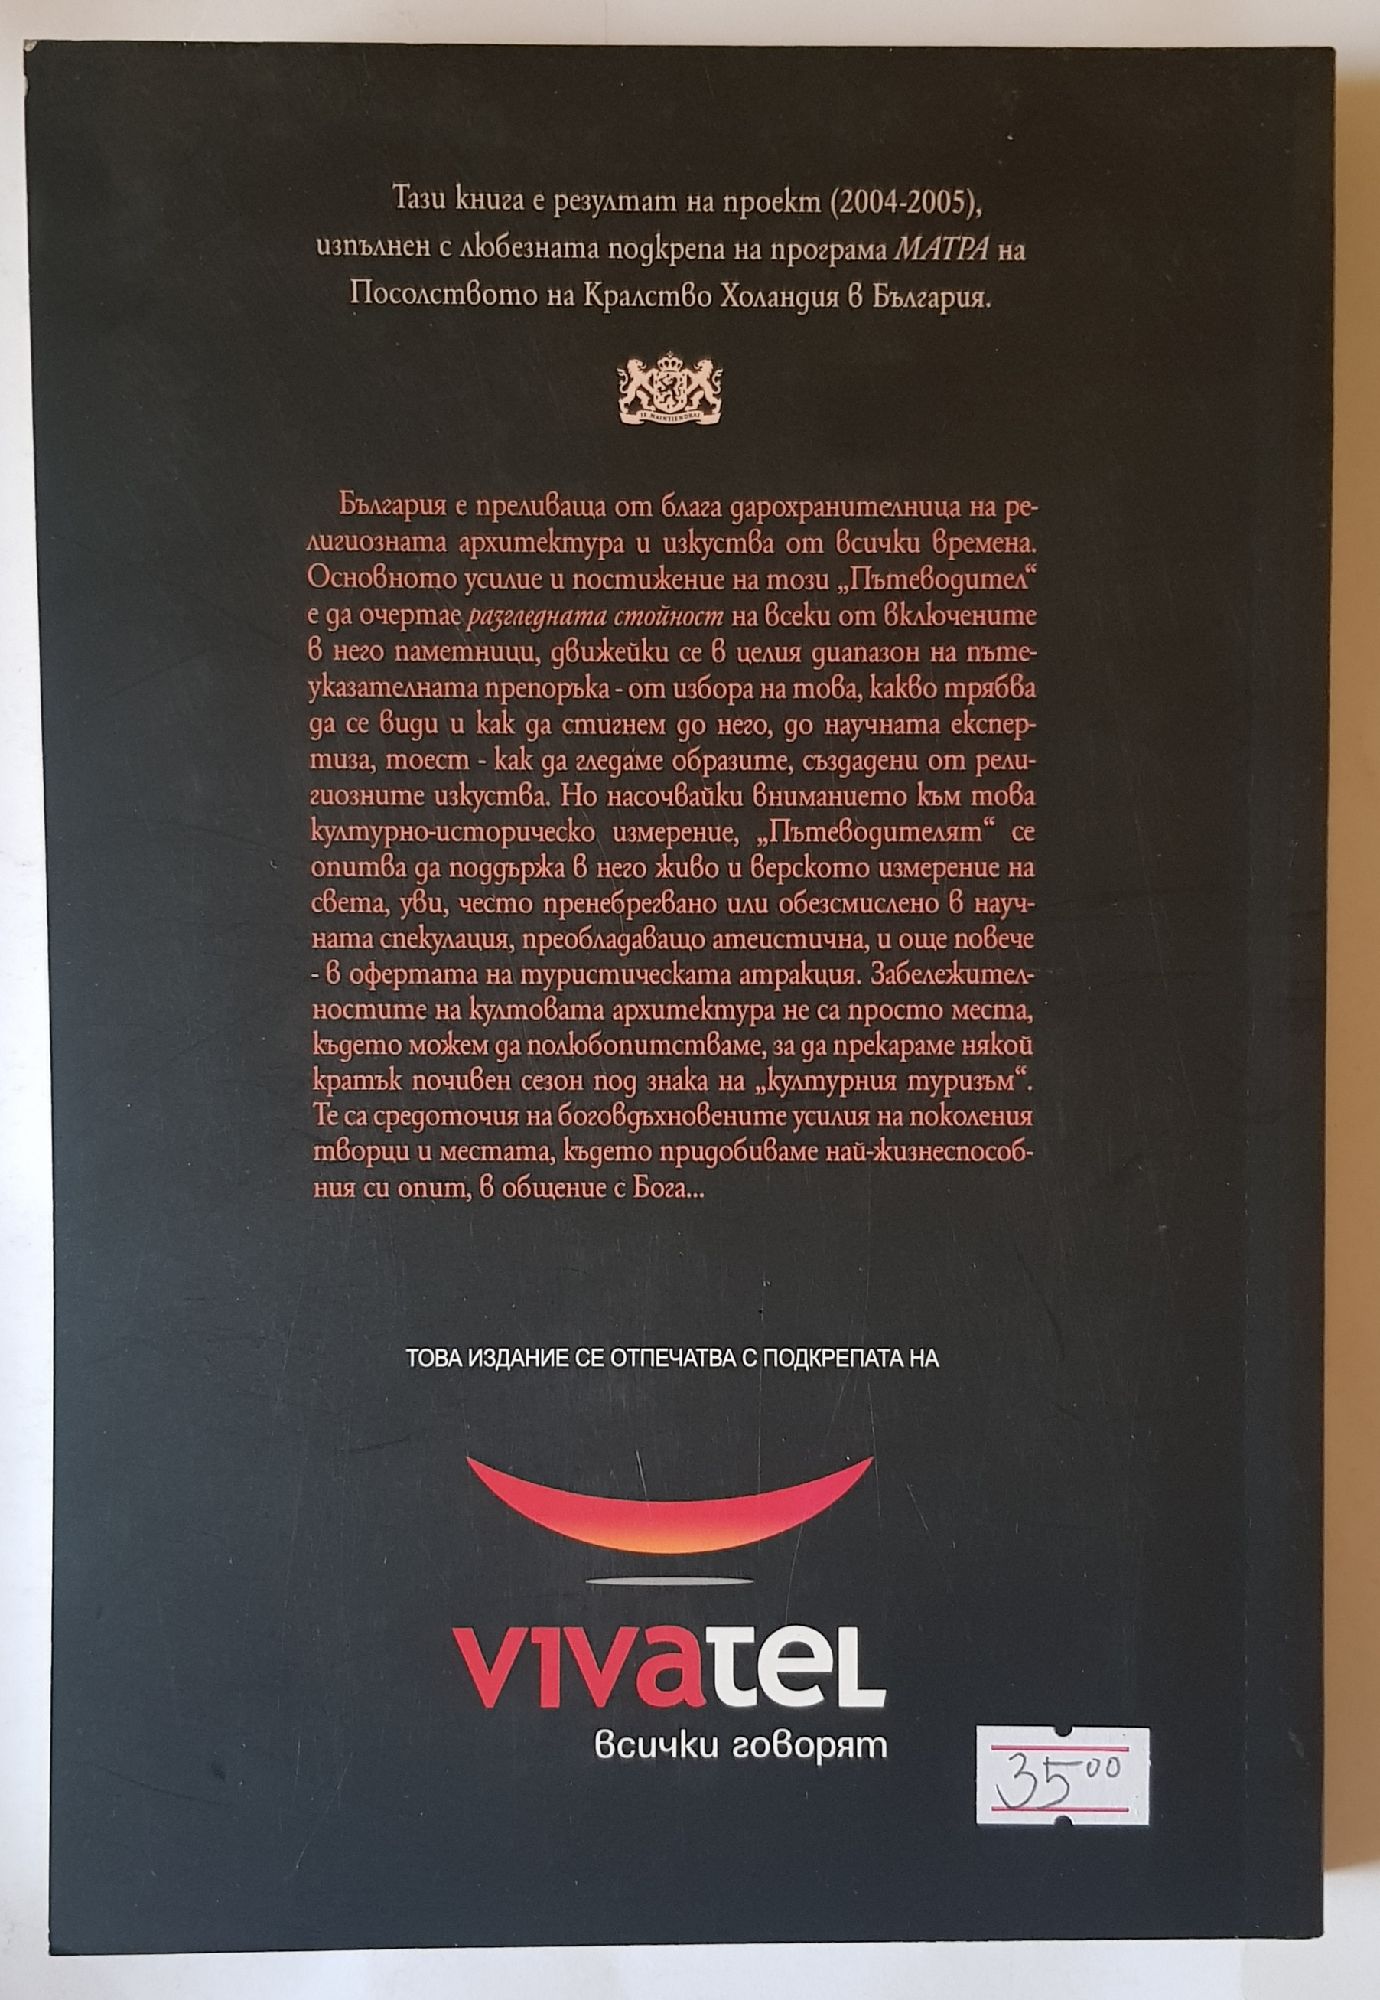 Тази книга е резултат на проект (2004-2005),
изпълнен с любезната подкрепа на програма МАТРА на
Посолството на Кралство Холандия в България.
JE MAINTIENDRAI
България е преливаща от блага дарохранителница на ре-
лигиозната архитектура и изкуства от всички времена.
Основното усилие и постижение на този „Пътеводител“
е да очертае разгледната стойност на всеки от включените
в него паметници, движейки се в целия диапазон на пъте-
указателната препоръка - от избора на това, какво трябва
да се види и как да стигнем до него, до научната експер-
тиза, тоест - как да гледаме образите, създадени от рели-
гиозните изкуства. Но насочвайки вниманието към това
културно-историческо измерение, „Пътеводителят“ се
опитва да поддържа в него живо и верското измерение на
света, уви, често пренебрегвано или обезсмислено в науч-
ната спекулация, преобладаващо атеистична, и още повече
- в офертата на туристическата атракция. Забележител-
ностите на култовата архитектура не са просто места,
където можем да полюбопитстваме, за да прекараме някой
кратък почивен сезон под знака на „културния туризъм“.
Те са средоточия на боговдъхновените усилия на поколения
творци и местата, където придобиваме най-жизнеспособ-
ния си опит, в общение с Бога...
ТОВА ИЗДАНИЕ СЕ ОТПЕЧАТВА С ПОДКРЕПАТА НА
vivatel
всички говорят
35 00